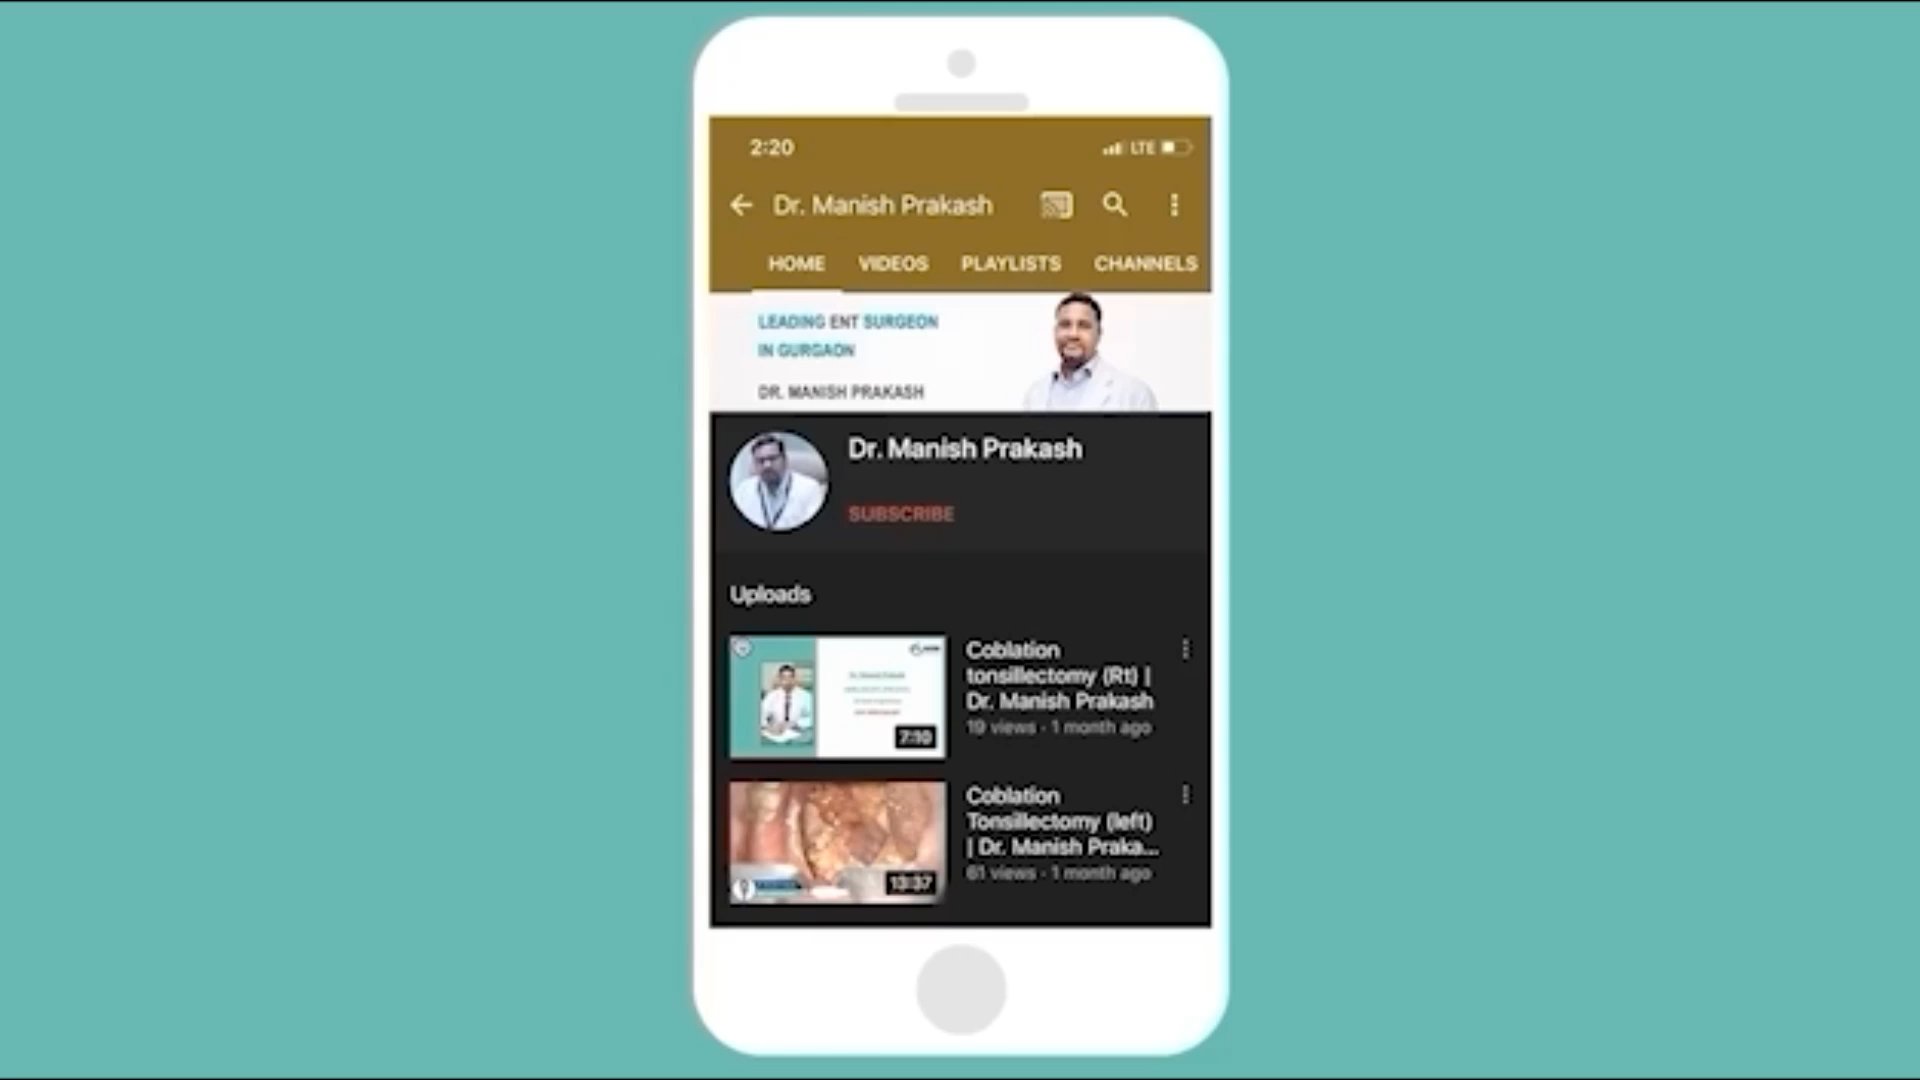 2:20
LTE
Dr. Manish Prakash
HOME VIDEOS PLAYLISTS CHANNELS
LEADING ENT SURGEON
IN GURGAON
DR. MANISH PRAKASH
Dr. Manish Prakash
SUBSCRIBE
Uploads
7:10
Coblation
tonsillectomy (Rt) |
Dr. Manish Prakash
19 views · 1 month ago
13:37
Coblation
Tonsillectomy (left)
| Dr. Manish Praka...
61 views · 1 month ago